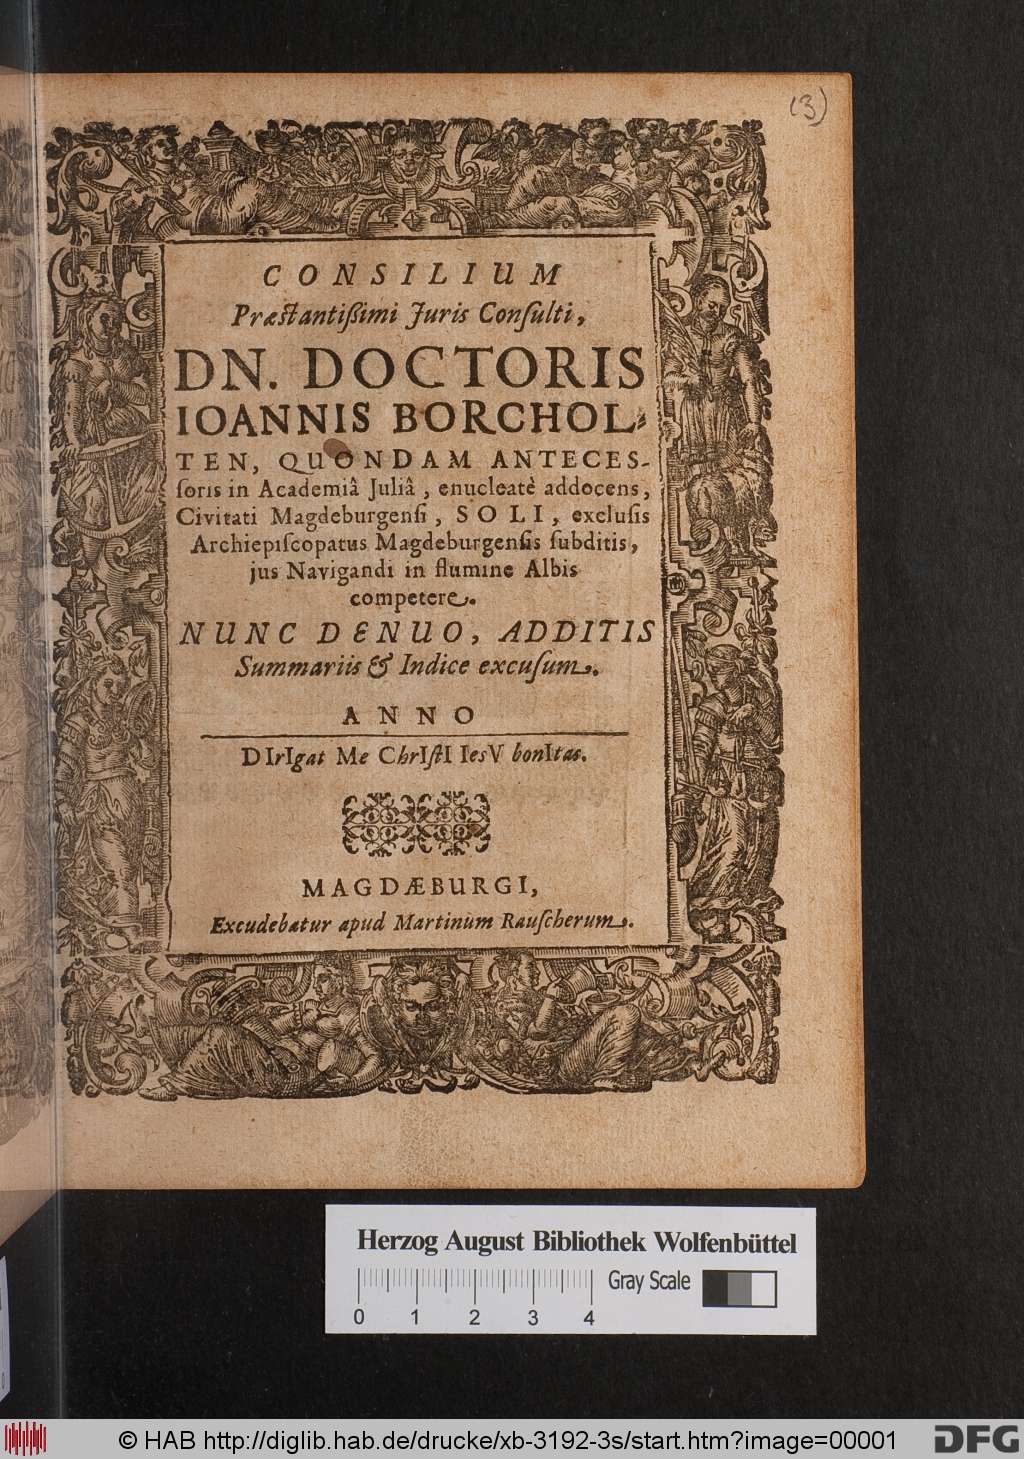 (3)
CONSILIUM
Præstantißimi Juris Conſulti,
DN. DOCTORIS
IOANNIS BORCHOL-
TEN, QUONDAM ANTECES-
ſoris in Academiâ Juliâ, enucleatè addocens,
Civitati Magdeburgenſi, SOLI, excluſis
Archiepiſcopatus Magdeburgenſis ſubditis,
jus Navigandi in flumine Albis
competere.
NUNC DENUO, ADDITIS
Summariis & Indice excuſum.
ANNO
DIrIgat Me ChrIſtI IesV bonItas.
MAGDÆBURGI,
Excudebatur apud Martinum Rauſcherum.
Herzog August Bibliothek Wolfenbüttel
Gray Scale
0 1 2 3 4
© HAB http://diglib.hab.de/drucke/xb-3192-3s/start.htm?image=00001
DFG